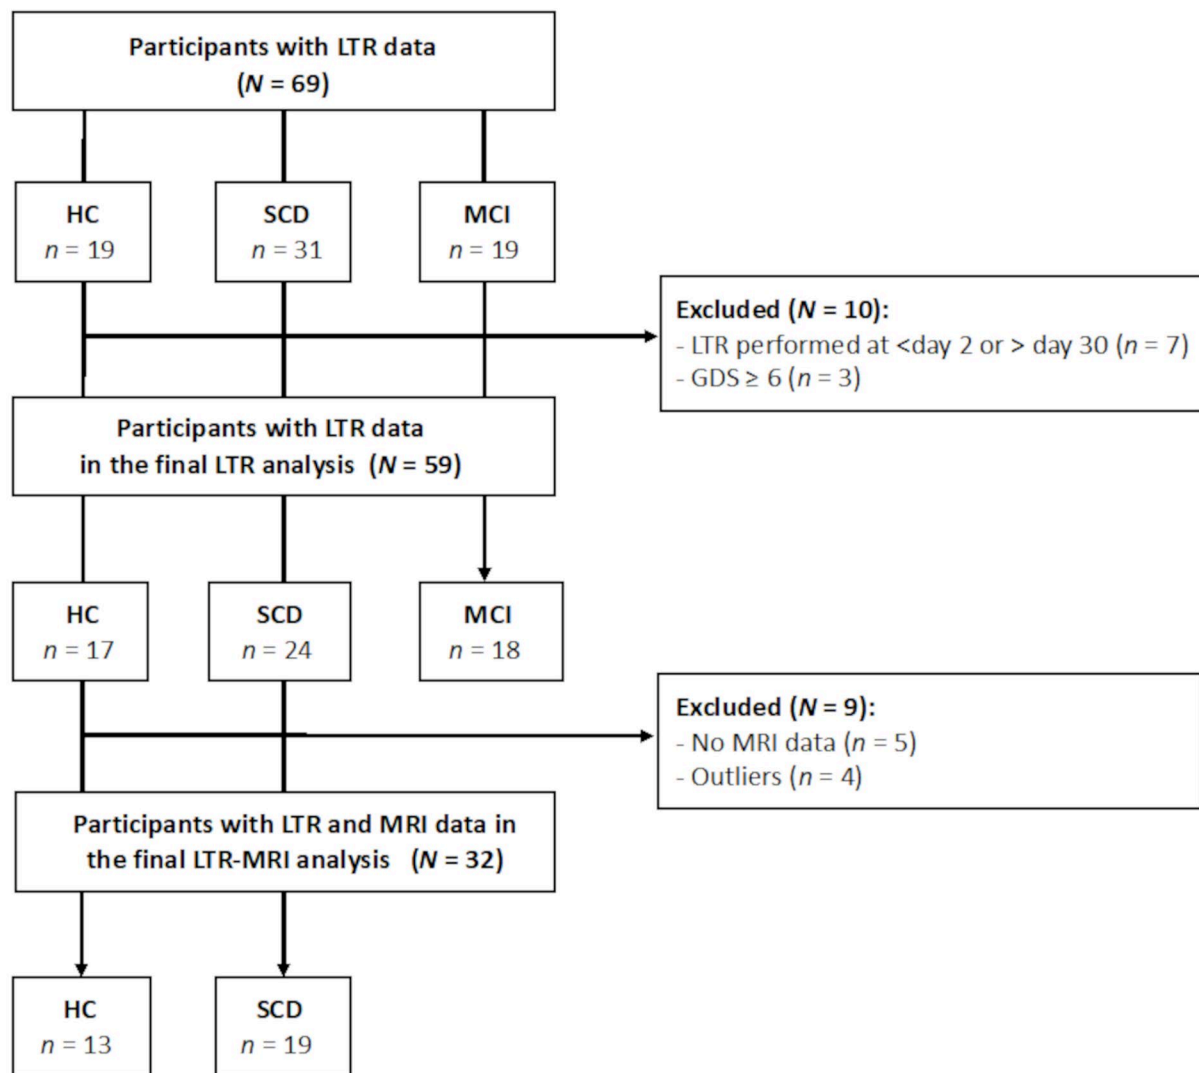 Participants with LTR data
(N = 69)
HC
n = 19
SCD
n = 31
MCI
n = 19
Excluded (N = 10):
- LTR performed at <day 2 or > day 30 (n = 7)
- GDS ≥ 6 (n = 3)
Participants with LTR data
in the final LTR analysis (N = 59)
HC
n = 17
SCD
n = 24
MCI
n = 18
Excluded (N = 9):
- No MRI data (n = 5)
- Outliers (n = 4)
Participants with LTR and MRI data in
the final LTR-MRI analysis (N = 32)
HC
n = 13
SCD
n = 19